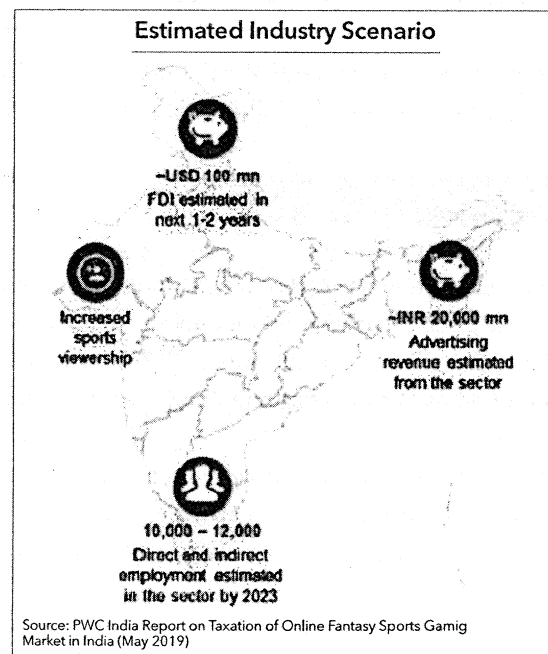 Estimated Industry Scenario
~USD 100 mn
FDI estimated in
next 1-2 years
Increased
sports
viewership
~INR 20,000 mn
Advertising
revenue estimated
from the sector
10,000 – 12,000
Direct and indirect
employment estimated
in the sector by 2023
Source: PWC India Report on Taxation of Online Fantasy Sports Gamig
Market in India (May 2019)